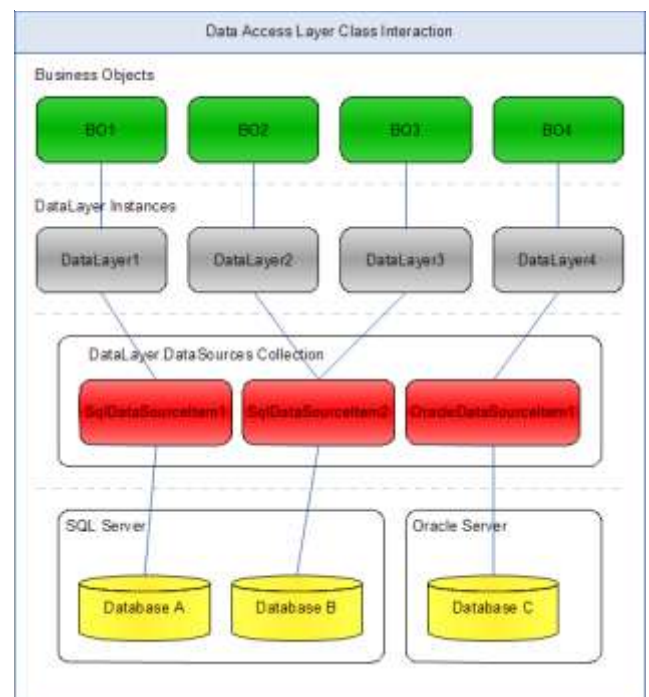 Data Access Layer Class Interaction
Business Objects
BO1
BO2
BO3
BO4
DataLayer Instances
DataLayer1
DataLayer2
DataLayer3
DataLayer4
DataLayer DataSources Collection
SqlDataSourceItem1
SqlDataSourceItem2
OracleDataSourceItem1
SQL Server
Oracle Server
Database A
Database B
Database C